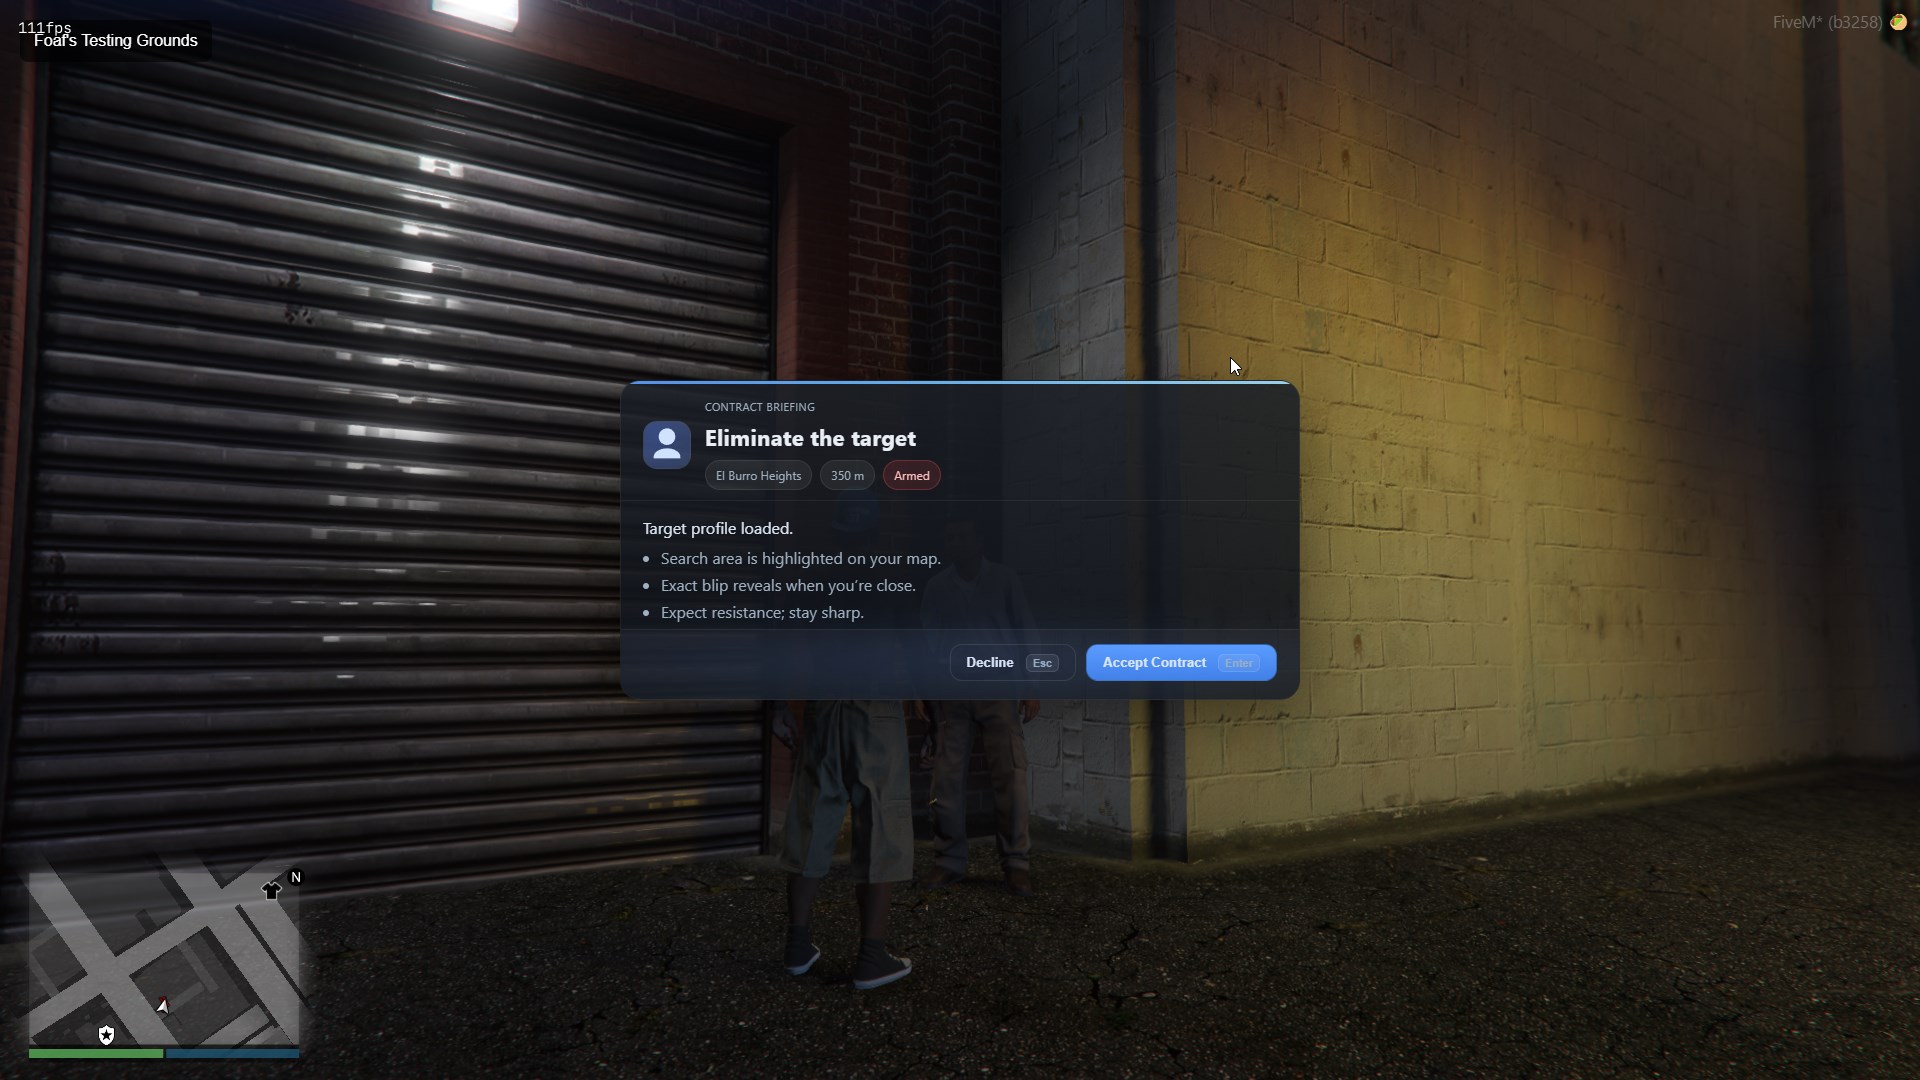 111fps
Foaf's Testing Grounds
FiveM* (b3258)
CONTRACT BRIEFING
Eliminate the target
El Burro Heights
350 m
Armed
Target profile loaded.
• Search area is highlighted on your map.
• Exact blip reveals when you're close.
• Expect resistance; stay sharp.
Decline Esc
Accept Contract Enter
N